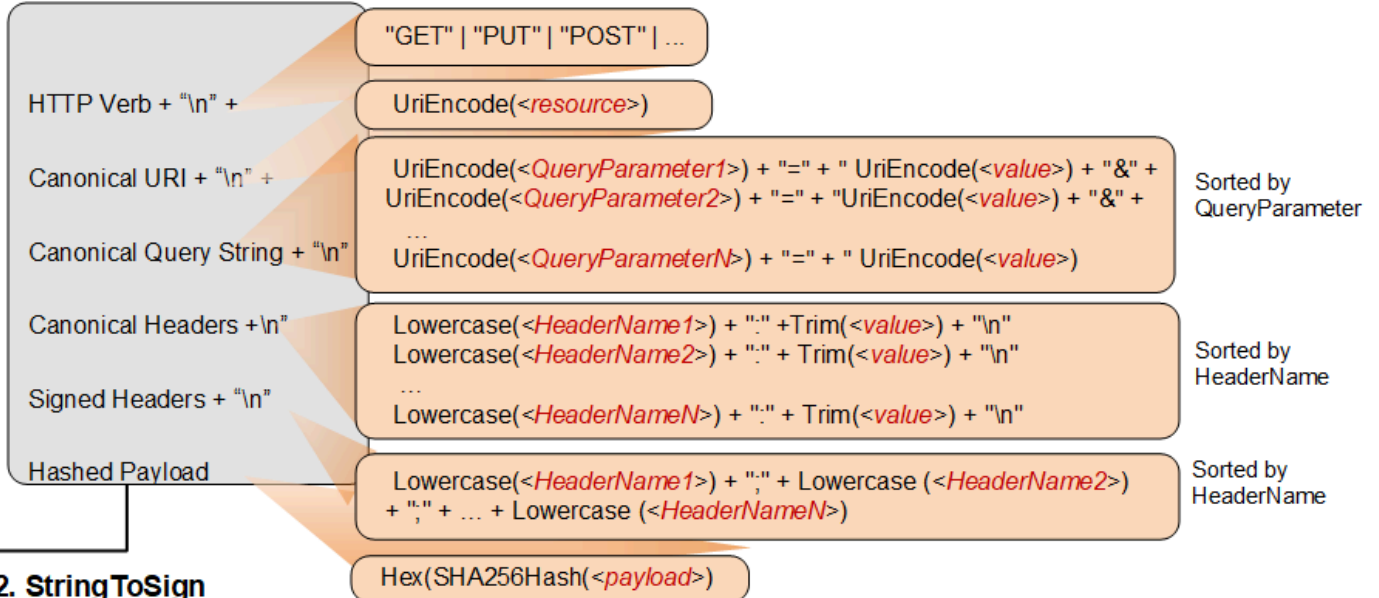 "GET" | "PUT" | "POST" | ...
HTTP Verb + “\n” +
UriEncode(<resource>)
Canonical URI + “\n” +
UriEncode(<QueryParameter1>) + "=" + " UriEncode(<value>) + "&" +
UriEncode(<QueryParameter2>) + "=" + "UriEncode(<value>) + "&" +
...
UriEncode(<QueryParameterN>) + "=" + " UriEncode(<value>)
Sorted by
QueryParameter
Canonical Query String + “\n”
Canonical Headers +\n”
Lowercase(<HeaderName1>) + ":" +Trim(<value>) + "\n"
Lowercase(<HeaderName2>) + ":" + Trim(<value>) + "\n"
...
Lowercase(<HeaderNameN>) + ":" + Trim(<value>) + "\n"
Sorted by
HeaderName
Signed Headers + “\n”
Hashed Payload
Lowercase(<HeaderName1>) + ";" + Lowercase (<HeaderName2>)
+ ";" + ... + Lowercase (<HeaderNameN>)
Sorted by
HeaderName
Hex(SHA256Hash(<payload>)
2. StringToSign